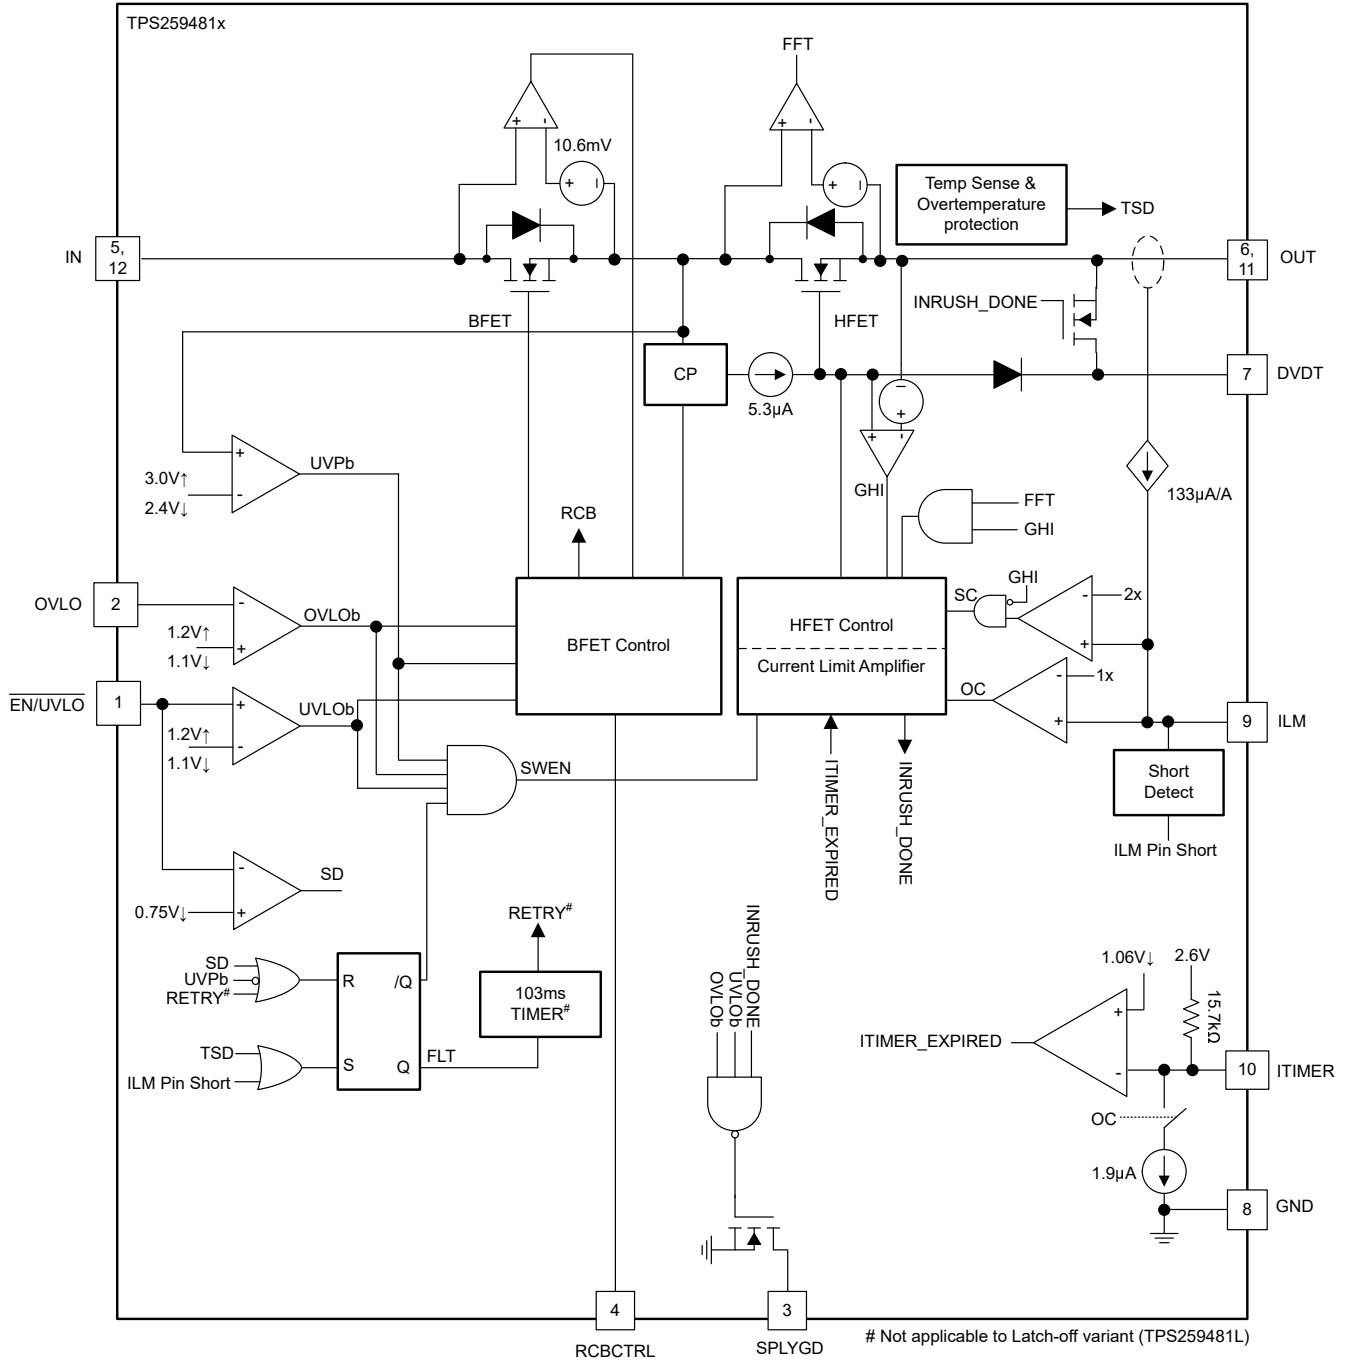 TPS259481x
FFT
10.6mV
+
-
+
-
+
I
+
I
Temp Sense &
Overtemperature
protection
TSD
IN
5,
12
6,
11
OUT
INRUSH_DONE
BFET
HFET
CP
5.3µA
7
DVDT
−
+
+
-
GHI
UVPb
+
-
3.0V↑
2.4V↓
133µA/A
FFT
GHI
RCB
OVLO
2
-
+
OVLOb
1.2V↑
1.1V↓
BFET Control
HFET Control
Current Limit Amplifier
SC
GHI
-
2x
+
EN/UVLO
1
+
-
UVLOb
1.2V↑
1.1V↓
OC
-
1x
+
9
ILM
SWEN
ITIMER_EXPIRED
INRUSH_DONE
Short
Detect
ILM Pin Short
-
+
SD
0.75V↓
RETRY#
103ms
TIMER#
SD
UVPb
RETRY#
R
/Q
TSD
ILM Pin Short
S
Q
FLT
OVLOb
UVLOb
INRUSH_DONE
1.06V↓
2.6V
15.7kΩ
+
-
ITIMER_EXPIRED
10
ITIMER
OC
1.9µA
8
GND
4
RCBCTRL
3
SPLYGD
# Not applicable to Latch-off variant (TPS259481L)